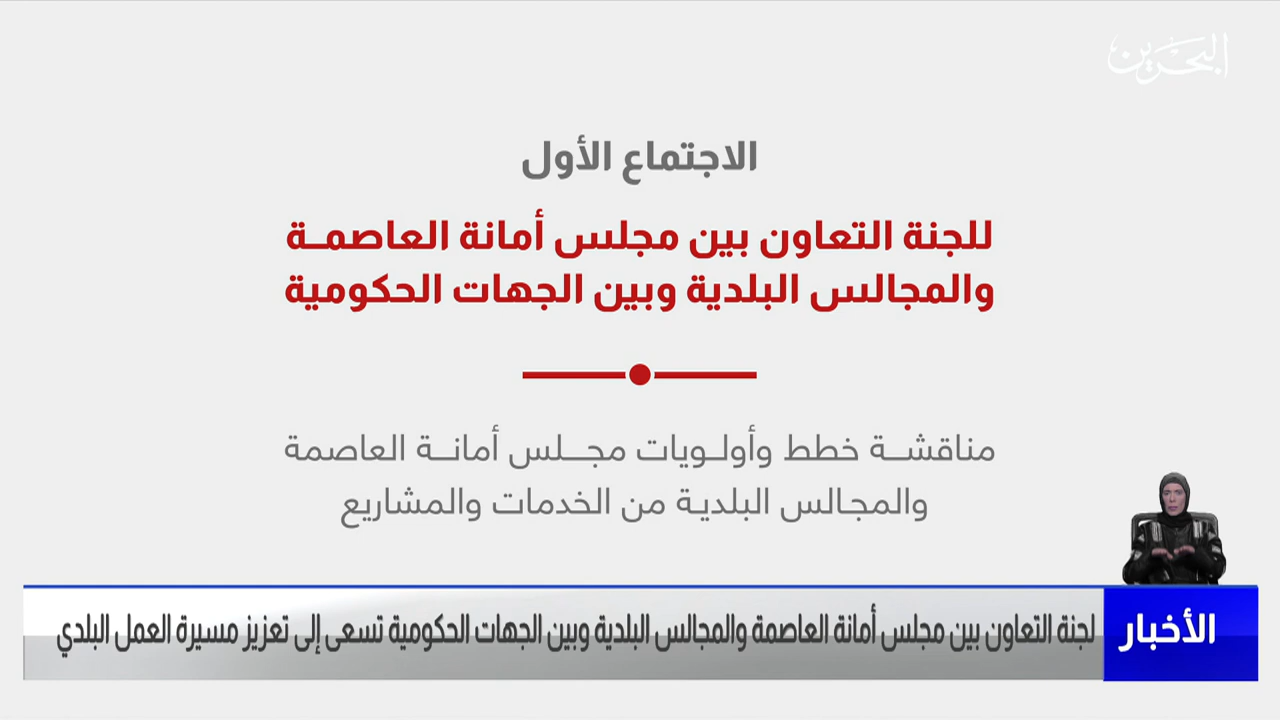 البحرين
الاجتماع الأول
للجنة التعاون بين مجلس أمانة العاصمـة
والمجالس البلدية وبين الجهات الحكومية
مناقشـة خطط وأولـويات مجـلس أمانـة العاصمة
والمجـالس البلديـة من الخدمات والمشاريع
الأخبار
لجنة التعاون بين مجلس أمانة العاصمة والمجالس البلدية وبين الجهات الحكومية تسعى إلى تعزيز مسيرة العمل البلدي